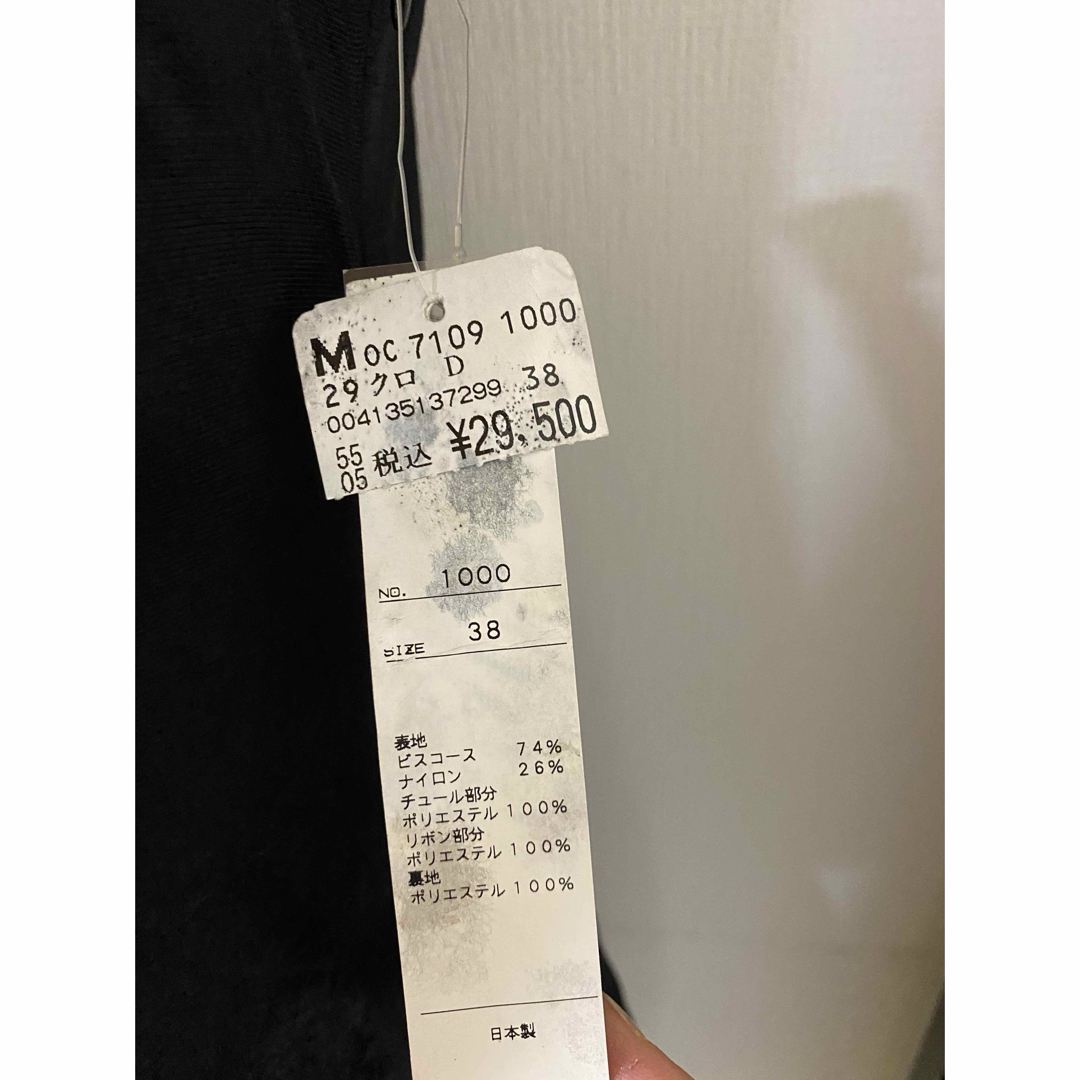 MOC 7109 1000
29 クロ D
004135137299 38
55 税込 ¥29,500
05
NO. 1000
SIZE 38
表地
ビスコース 74%
ナイロン 26%
チュール部分
ポリエステル 100%
リボン部分
ポリエステル 100%
裏地
ポリエステル 100%
日本製